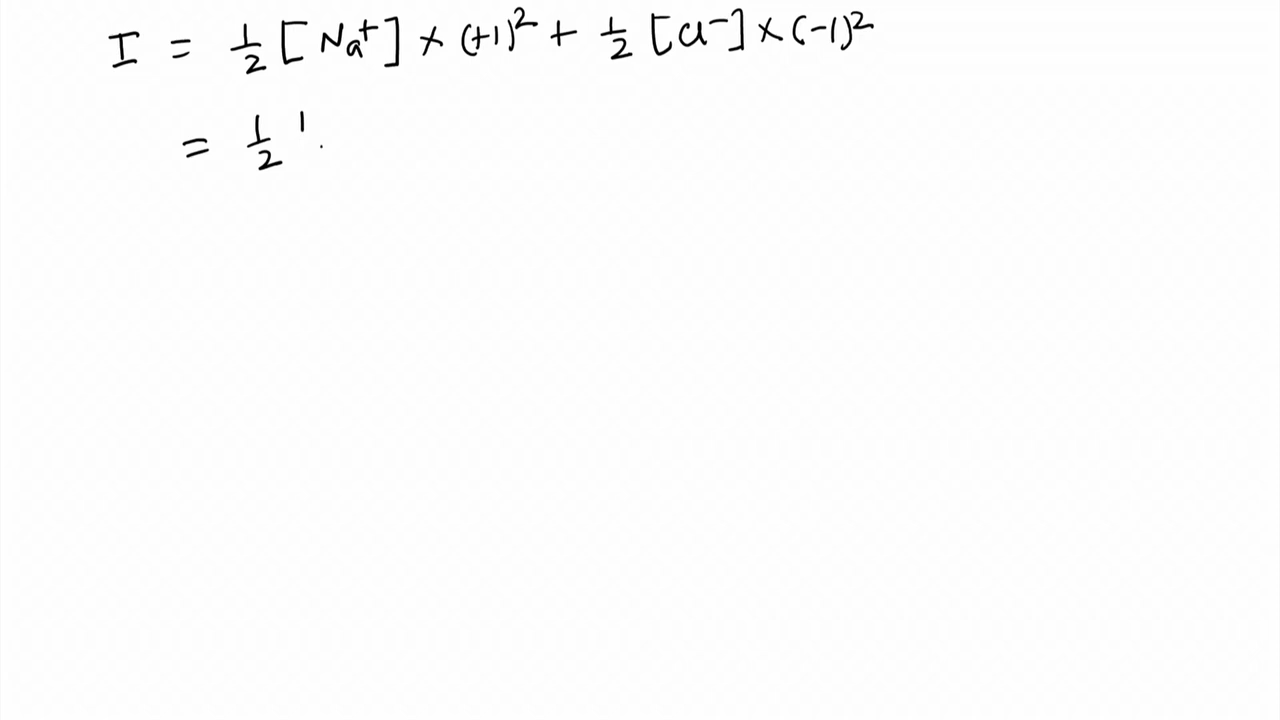 I = 1/2 [Na⁺] × (+1)² + 1/2 [Cl⁻] × (-1)²
= 1/2